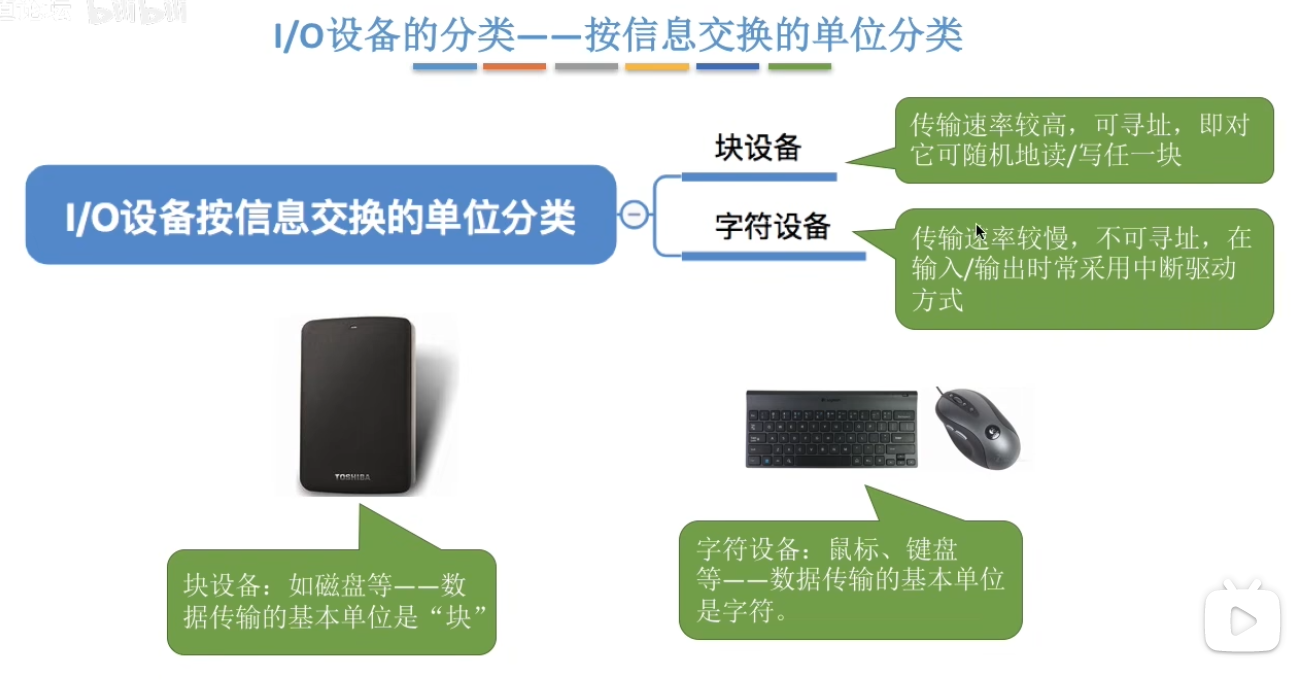 bilibili
I/O设备的分类——按信息交换的单位分类
I/O设备按信息交换的单位分类
块设备
传输速率较高，可寻址，即对
它可随机地读/写任一块
字符设备
传输速率较慢，不可寻址，在
输入/输出时常采用中断驱动
方式
TOSHIBA
块设备：如磁盘等——数
据传输的基本单位是“块”
字符设备：鼠标、键盘
等——数据传输的基本单位
是字符。